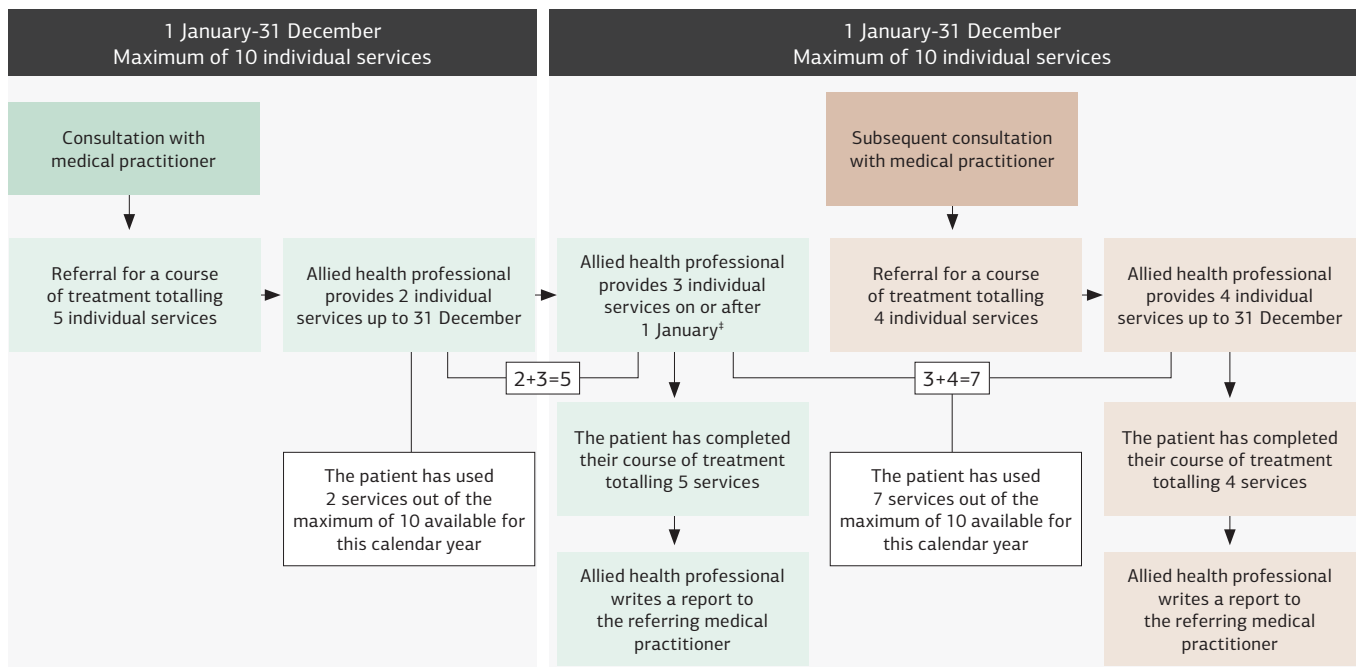 1 January-31 December
Maximum of 10 individual services
1 January-31 December
Maximum of 10 individual services
Consultation with
medical practitioner
Subsequent consultation
with medical practitioner
Referral for a course
of treatment totalling
5 individual services
Allied health professional
provides 2 individual
services up to 31 December
Allied health professional
provides 3 individual
services on or after
1 January‡
Referral for a course
of treatment totalling
4 individual services
Allied health professional
provides 4 individual
services up to 31 December
2+3=5
3+4=7
The patient has used
2 services out of the
maximum of 10 available for
this calendar year
The patient has completed
their course of treatment
totalling 5 services
The patient has used
7 services out of the
maximum of 10 available for
this calendar year
The patient has completed
their course of treatment
totalling 4 services
Allied health professional
writes a report to
the referring medical
practitioner
Allied health professional
writes a report to
the referring medical
practitioner